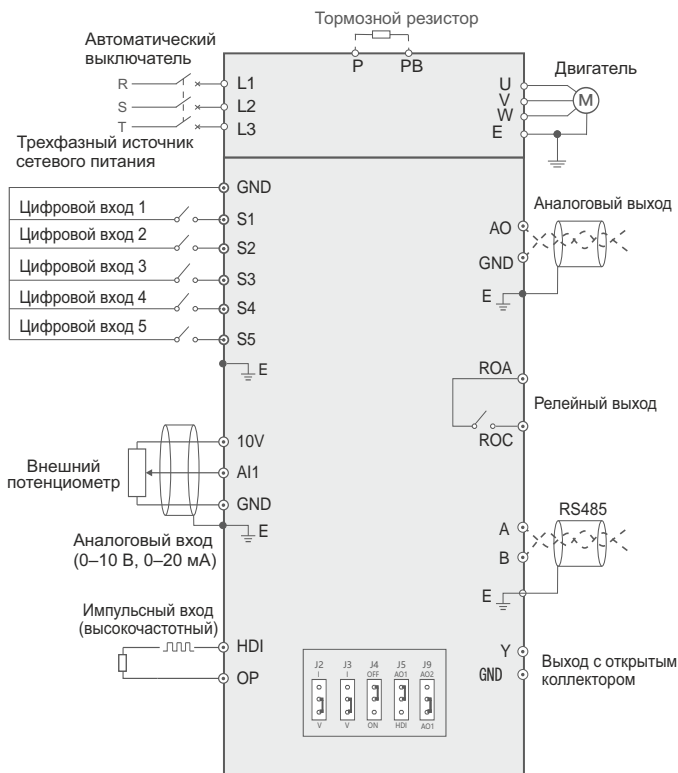 Тормозной резистор
Автоматический
выключатель
P PB
Двигатель
R
L1
S
L2
T
L3
U
V
W
E
M
Трехфазный источник
сетевого питания
GND
Цифровой вход 1
S1
Цифровой вход 2
S2
Цифровой вход 3
S3
Цифровой вход 4
S4
Цифровой вход 5
S5
E
Аналоговый выход
AO
GND
E
ROA
Релейный выход
ROC
10V
Внешний
потенциометр
AI1
GND
E
Аналоговый вход
(0–10 В, 0–20 мА)
RS485
A
B
E
Импульсный вход
(высокочастотный)
HDI
OP
Y
GND
Выход с открытым
коллектором
J2 J3 J4 J5 J9
I I OFF AO1 AO2
V V ON HDI AO1